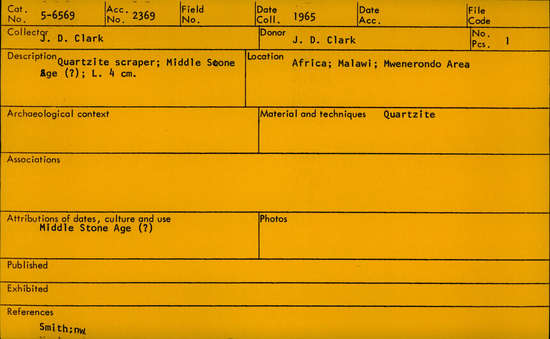 Cat. No. 5-6569 Acc. No. 2369 Field No. Date Coll. 1965 Date Acc. File Code
Collector J. D. Clark Donor J. D. Clark No. Pcs. 1
Description Quartzite scraper; Middle Stone Location Africa; Malawi; Mwenerondo Area
Age (?); L. 4 cm.
Archaeological context Material and techniques Quartzite
Associations
Attributions of dates, culture and use Photos
Middle Stone Age (?)
Published
Exhibited
References
Smith;nw